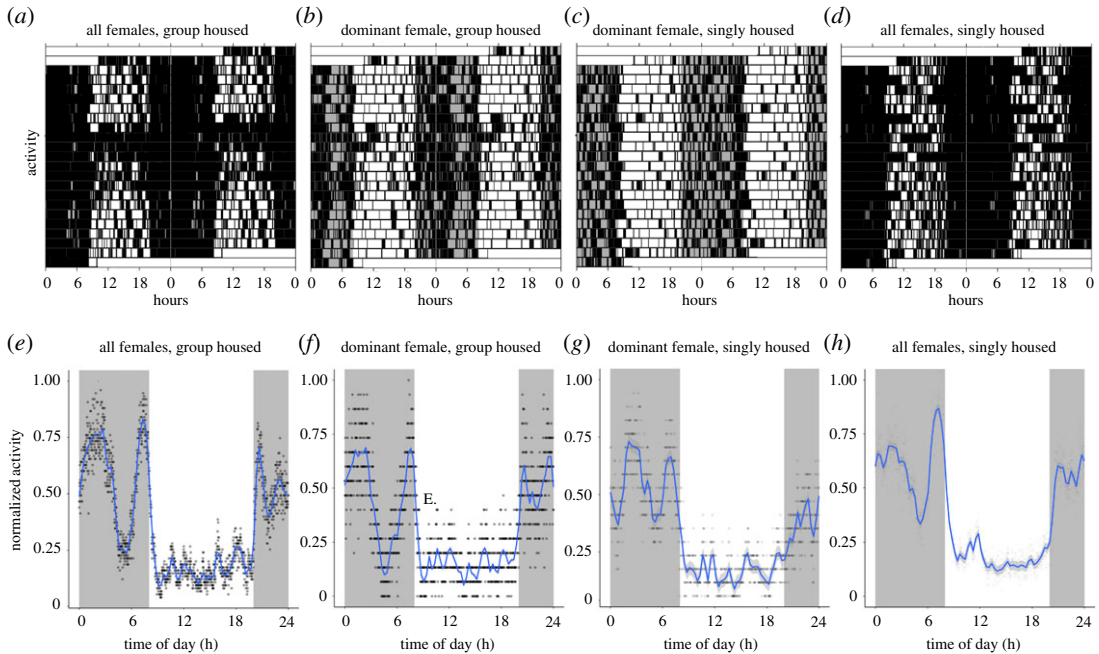 (a) (b) (c) (d)
all females, group housed dominant female, group housed dominant female, singly housed all females, singly housed
activity
0 6 12 18 0 6 12 18 0 0 6 12 18 0 6 12 18 0 0 6 12 18 0 6 12 18 0 0 6 12 18 0 6 12 18 0
hours hours hours hours
(e) (f) (g) (h)
all females, group housed dominant female, group housed dominant female, singly housed all females, singly housed
1.00 1.00 1.00 1.00
0.75 0.75 0.75 0.75
normalized activity
E.
0.50 0.50 0.50 0.50
0.25 0.25 0.25 0.25
0 0 0 0
0 6 12 18 24 0 6 12 18 24 0 6 12 18 24 0 6 12 18 24
time of day (h) time of day (h) time of day (h) time of day (h)